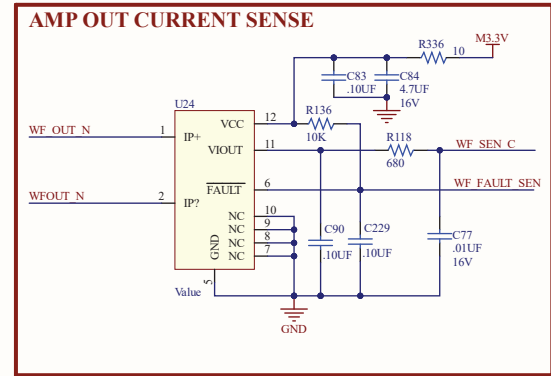 AMP OUT CURRENT SENSE
M3.3V
R336
10
C83
.10UF
C84
4.7UF
16V
U24
R136
10K
VCC
12
WF_OUT_N
1
IP+
VIOUT
11
R118
680
WF_SEN_C
FAULT
6
WF_FAULT_SEN
WFOUT_N
2
IP?
NC
10
NC
9
NC
8
NC
7
C90
.10UF
C229
.10UF
C77
.01UF
16V
GND
5
Value
GND